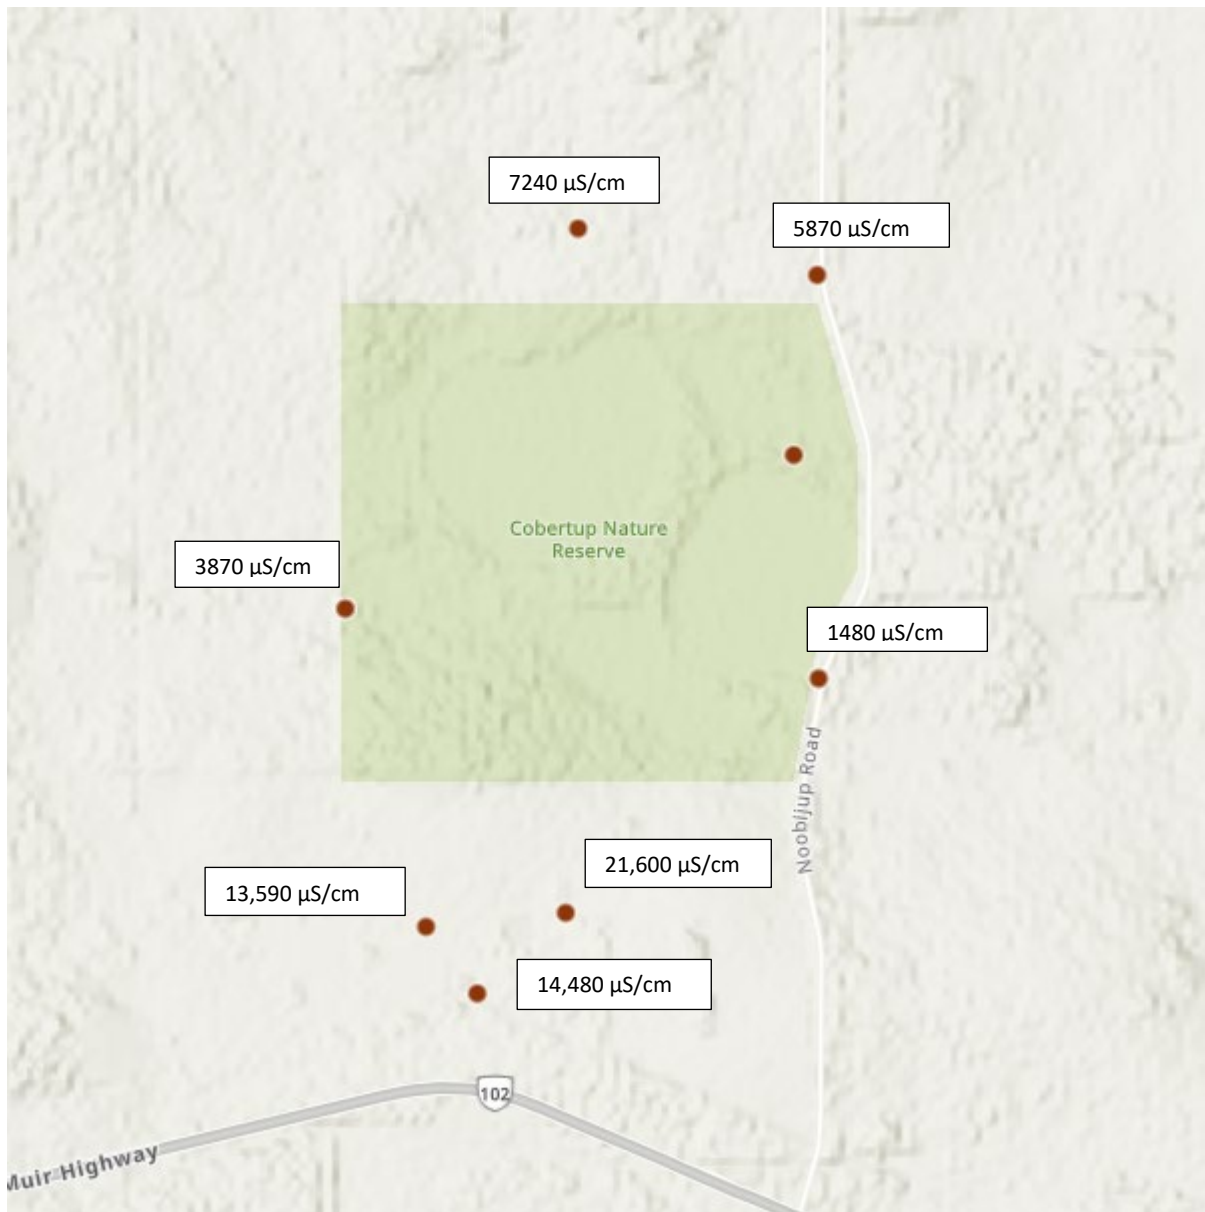 7240 µS/cm
5870 µS/cm
Cobertup Nature
Reserve
3870 µS/cm
1480 µS/cm
Noobijup Road
21,600 µS/cm
13,590 µS/cm
14,480 µS/cm
102
Muir Highway